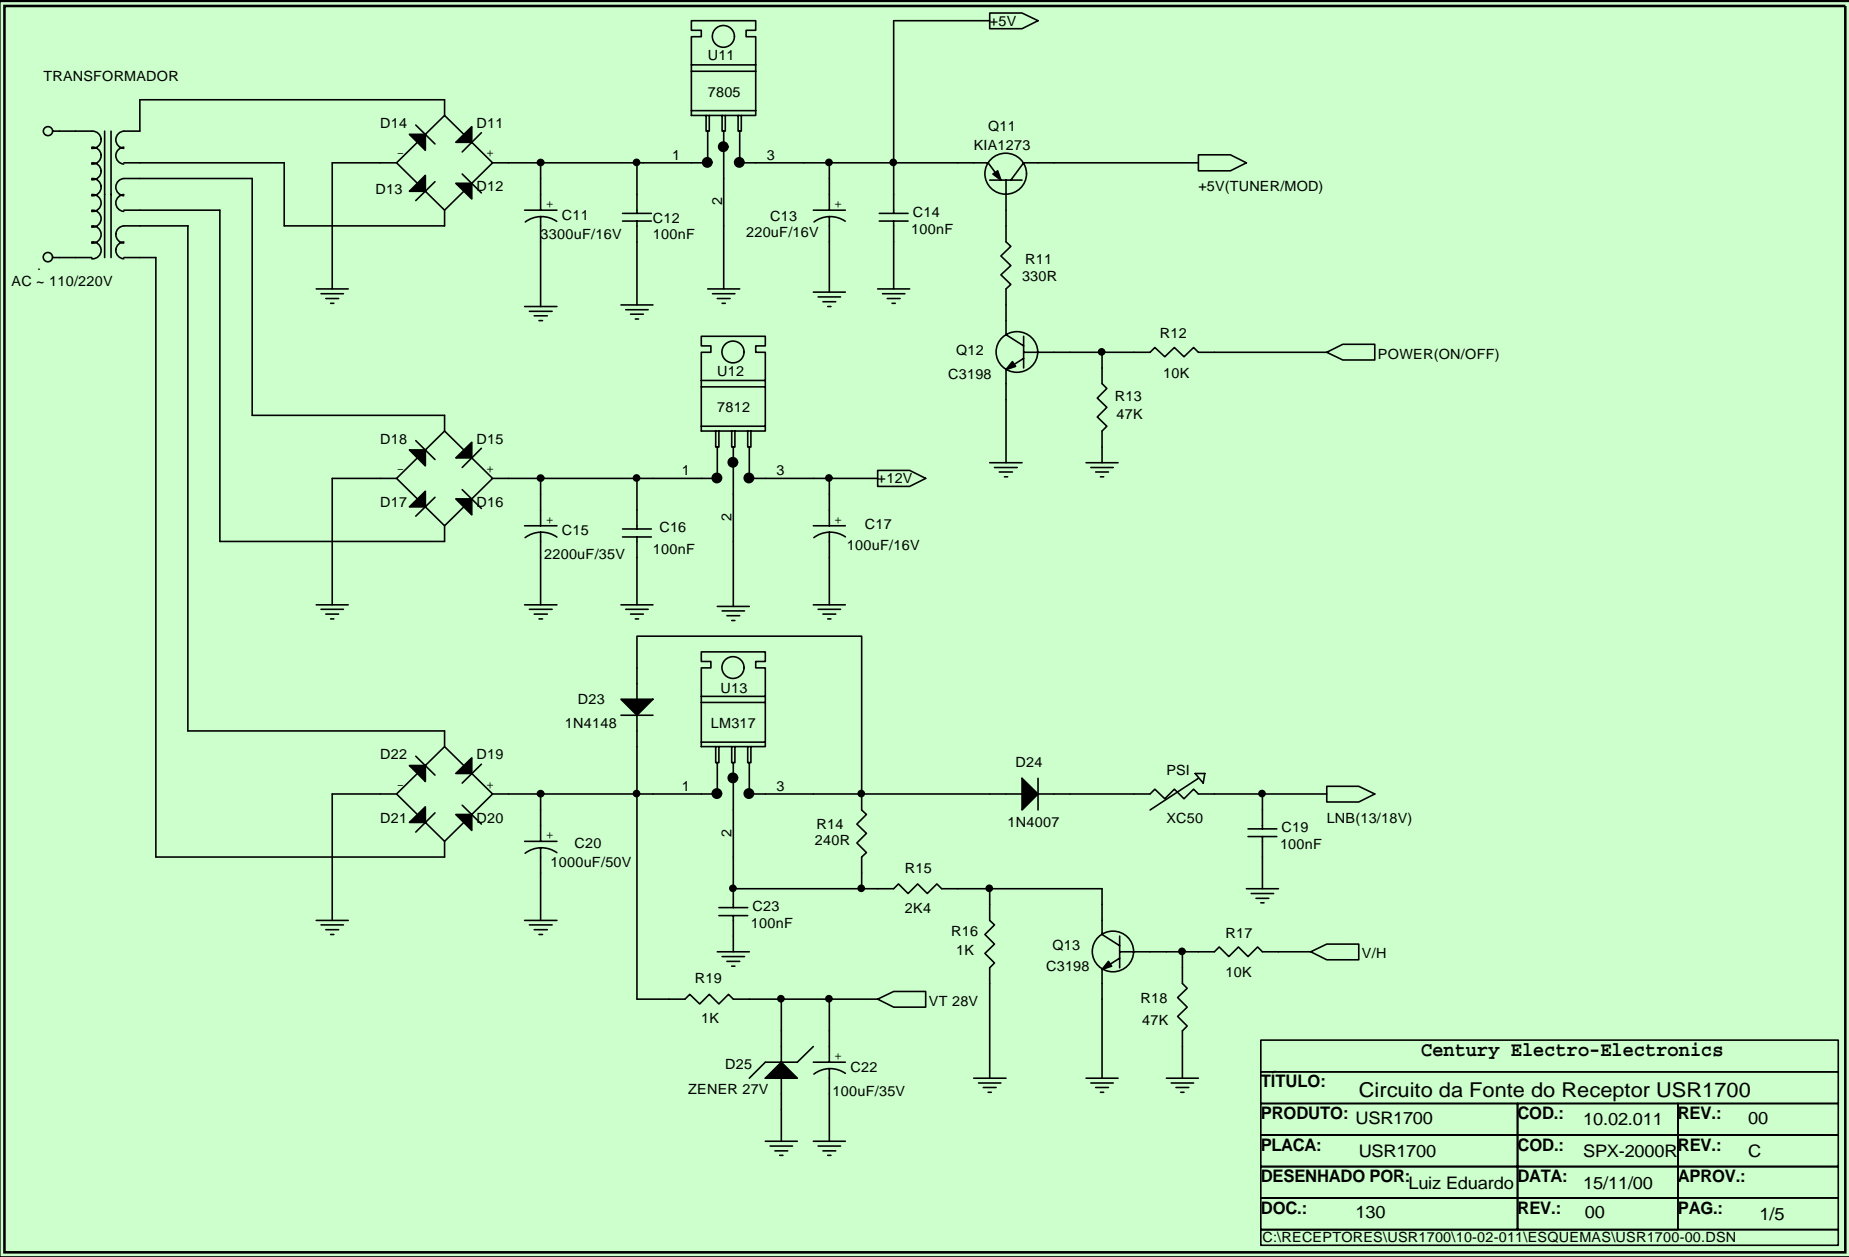 TRANSFORMADOR
AC ~ 110/220V
D14
D11
D13
D12
-
+
U11
7805
1
2
3
+5V
C11
3300uF/16V
C12
100nF
C13
220uF/16V
C14
100nF
Q11
KIA1273
+5V(TUNER/MOD)
R11
330R
Q12
C3198
R12
10K
POWER(ON/OFF)
R13
47K
D18
D15
D17
D16
-
+
U12
7812
1
2
3
+12V
C15
2200uF/35V
C16
100nF
C17
100uF/16V
D23
1N4148
U13
LM317
D22
D19
D21
D20
-
+
1
2
3
C20
1000uF/50V
R14
240R
D24
1N4007
PSI
XC50
LNB(13/18V)
C19
100nF
C23
100nF
R15
2K4
R16
1K
Q13
C3198
R17
10K
V/H
R18
47K
R19
1K
VT 28V
D25
ZENER 27V
C22
100uF/35V
Century Electro-Electronics
TÍTULO: Circuito da Fonte do Receptor USR1700
PRODUTO: USR1700 COD.: 10.02.011 REV.: 00
PLACA: USR1700 COD.: SPX-2000R REV.: C
DESENHADO POR: Luiz Eduardo DATA: 15/11/00 APROV.:
DOC.: 130 REV.: 00 PAG.: 1/5
C:\RECEPTORES\USR1700\10-02-011\ESQUEMAS\USR1700-00.DSN